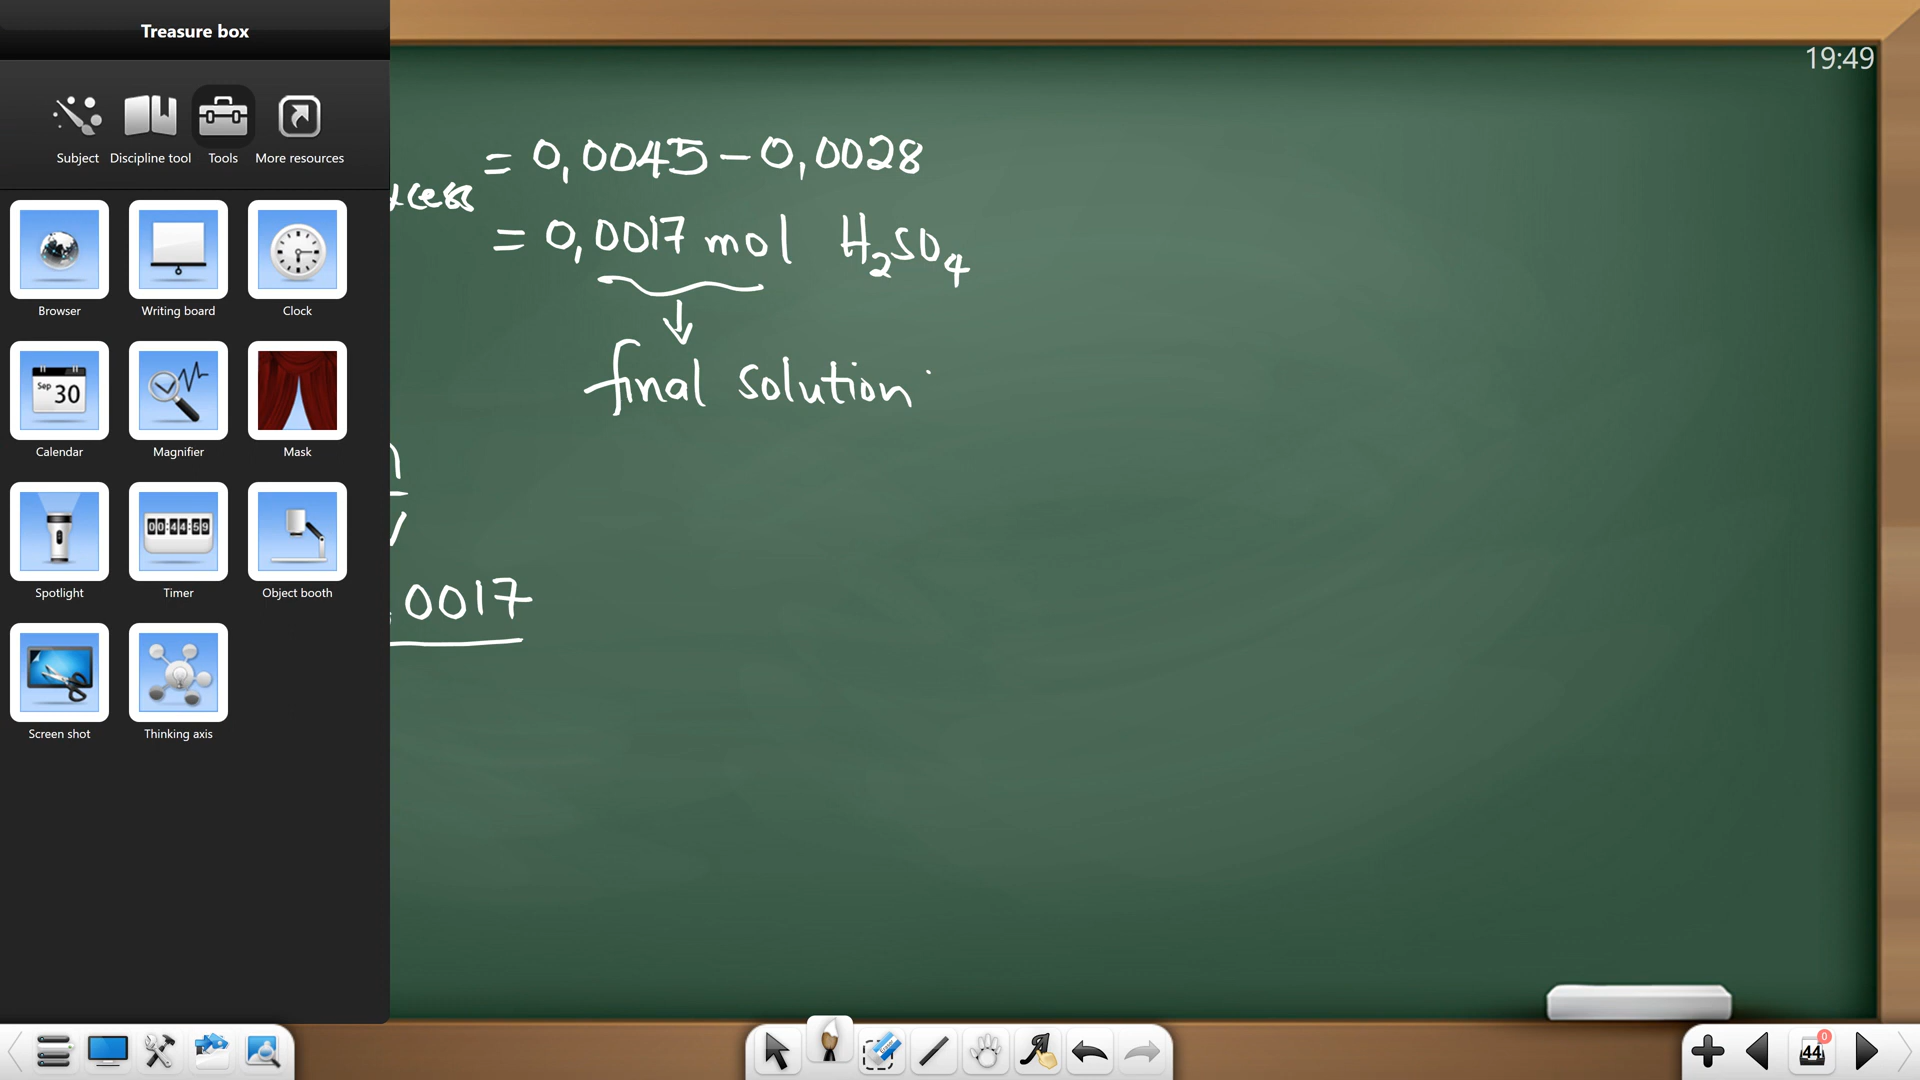 Treasure box
19:49
Subject
Discipline tool
Tools
More resources
= 0,0045 - 0,0028
= 0,0017 mol H₂SO₄
↓
final solution
Browser
Writing board
Clock
Sep 30
Calendar
Magnifier
Mask
00:44:59
Spotlight
Timer
Object booth
0017
Screen shot
Thinking axis
0
44